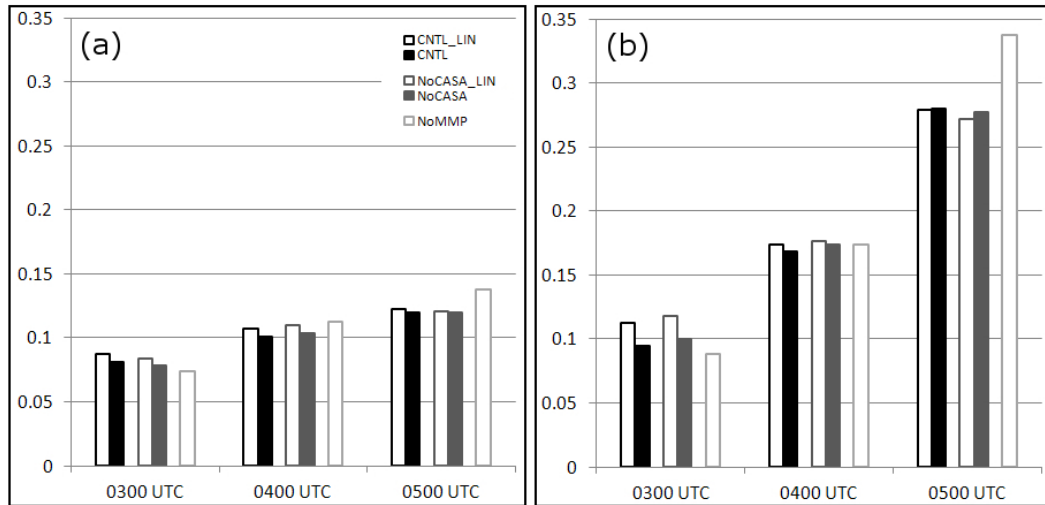 (a)
0.35
0.3
0.25
0.2
0.15
0.1
0.05
0
CNTL_LIN
CNTL
NoCASA_LIN
NoCASA
NoMMP
0300 UTC
0400 UTC
0500 UTC
(b)
0.35
0.3
0.25
0.2
0.15
0.1
0.05
0
0300 UTC
0400 UTC
0500 UTC